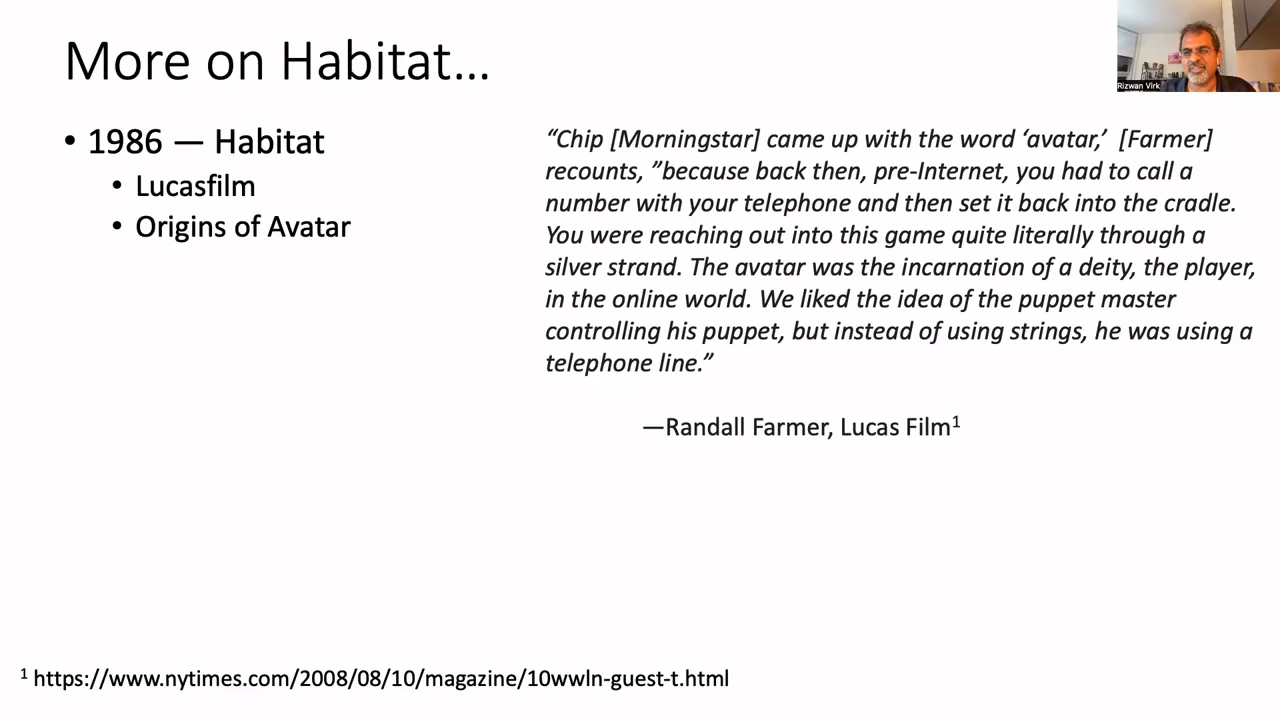 More on Habitat…
Rizwan Virk
• 1986 — Habitat
• Lucasfilm
• Origins of Avatar
“Chip [Morningstar] came up with the word ‘avatar,’ [Farmer]
recounts, ”because back then, pre-Internet, you had to call a
number with your telephone and then set it back into the cradle.
You were reaching out into this game quite literally through a
silver strand. The avatar was the incarnation of a deity, the player,
in the online world. We liked the idea of the puppet master
controlling his puppet, but instead of using strings, he was using a
telephone line.”
—Randall Farmer, Lucas Film¹
¹ https://www.nytimes.com/2008/08/10/magazine/10wwln-guest-t.html